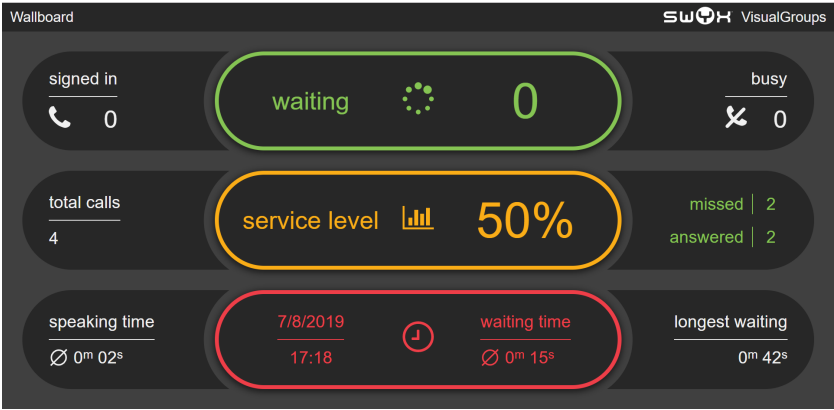 Wallboard
swyx VisualGroups
signed in
0
waiting
0
busy
0
total calls
4
service level
50%
missed | 2
answered | 2
speaking time
Ø 0m 02s
7/8/2019
17:18
waiting time
Ø 0m 15s
longest waiting
0m 42s